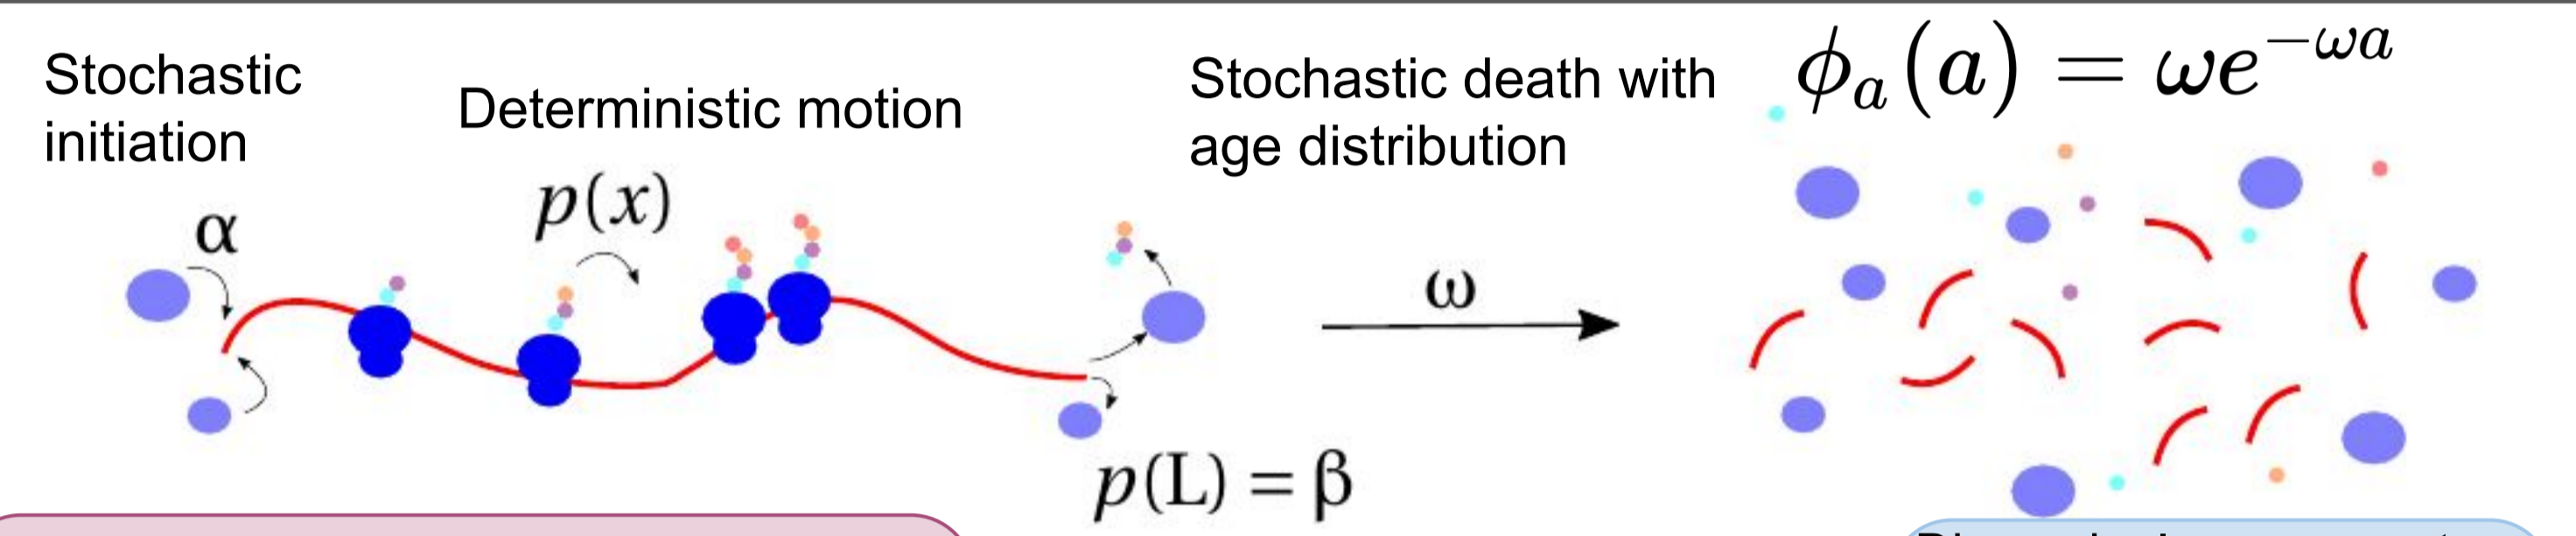 Stochastic
initiation
Deterministic motion
Stochastic death with
age distribution
ϕₐ(a) = ωe^{−ωa}
α
p(x)
ω
p(L) = β